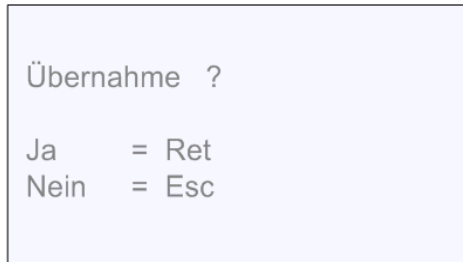 Übernahme ?
Ja = Ret
Nein = Esc